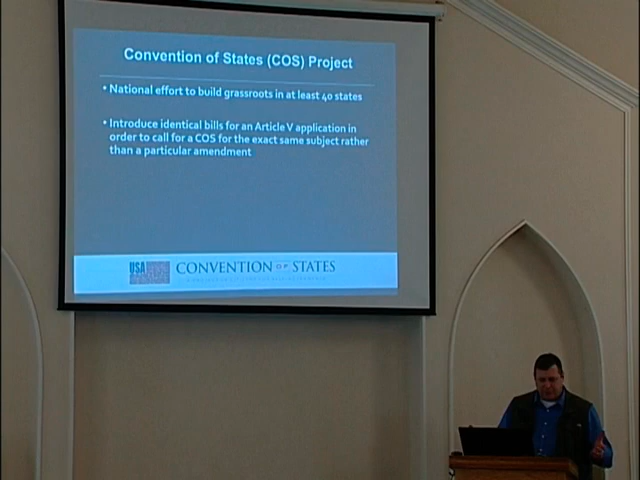 Convention of States (COS) Project
• National effort to build grassroots in at least 40 states
• Introduce identical bills for an Article V application in
order to call for a COS for the exact same subject rather
than a particular amendment
USA
CONVENTION OF STATES